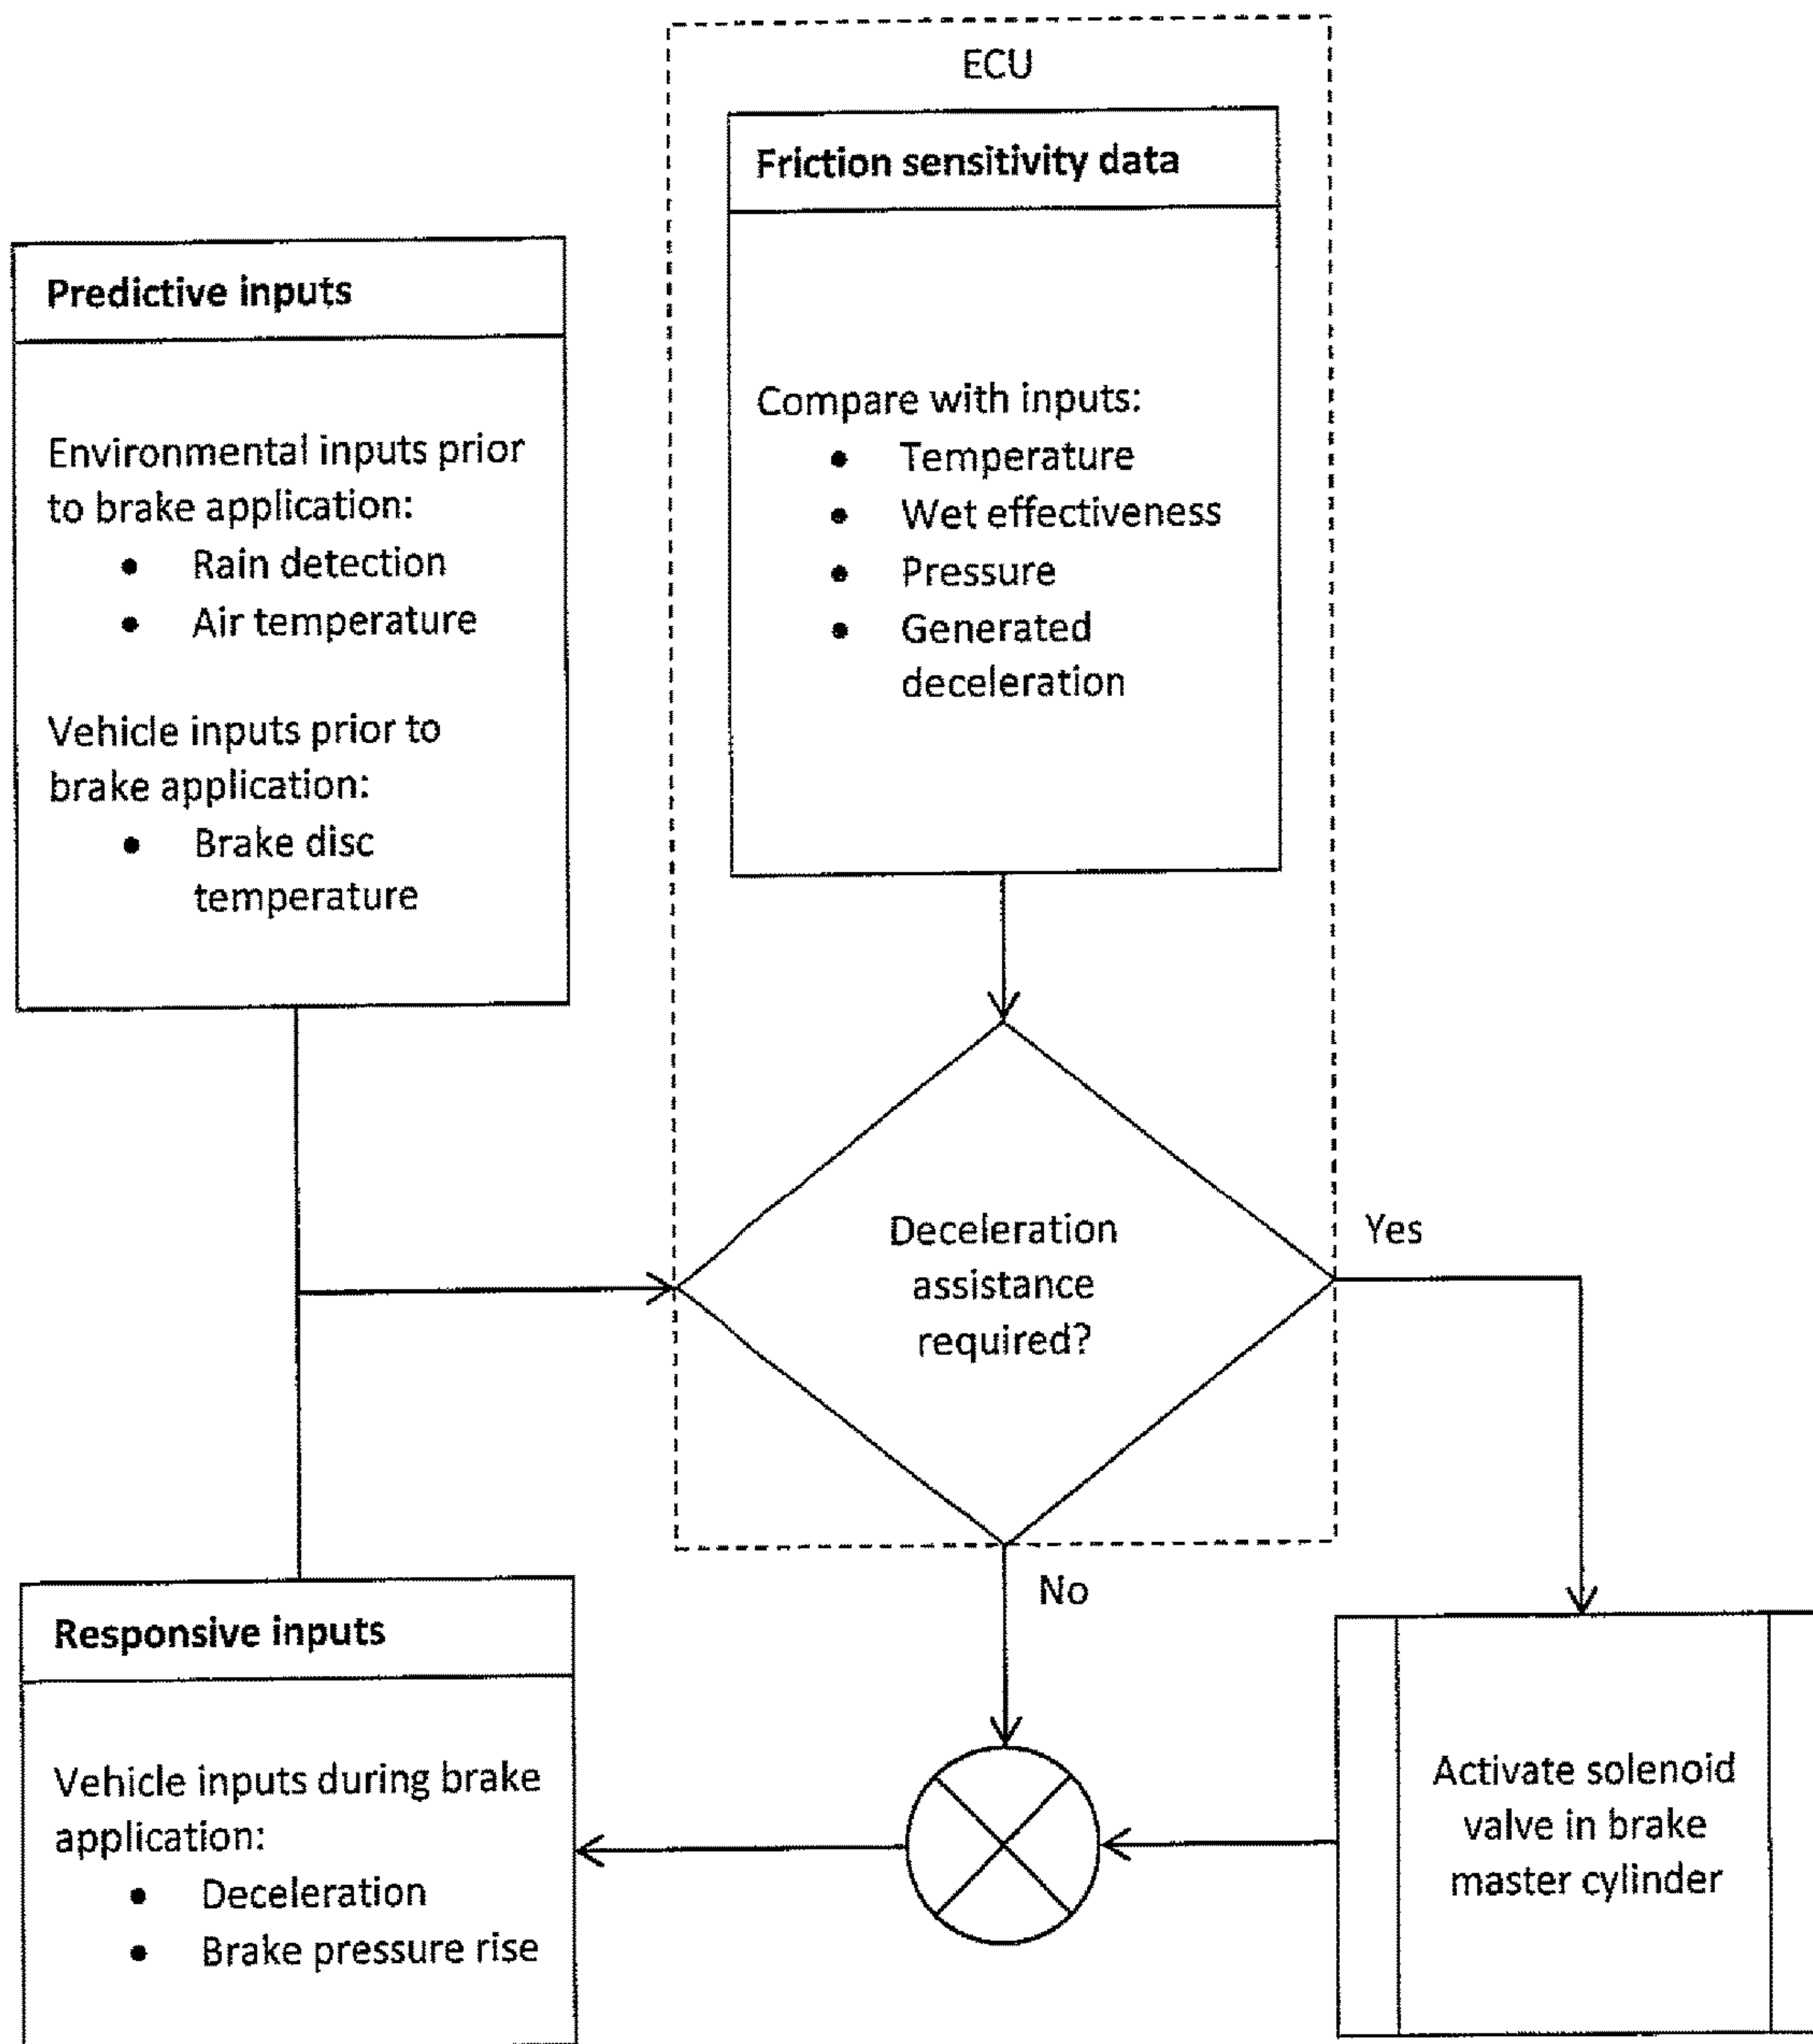 ECU
Friction sensitivity data
Compare with inputs:
• Temperature
• Wet effectiveness
• Pressure
• Generated
deceleration
Predictive inputs
Environmental inputs prior
to brake application:
• Rain detection
• Air temperature
Vehicle inputs prior to
brake application:
• Brake disc
temperature
Deceleration
assistance
required?
Yes
No
Responsive inputs
Vehicle inputs during brake
application:
• Deceleration
• Brake pressure rise
Activate solenoid
valve in brake
master cylinder